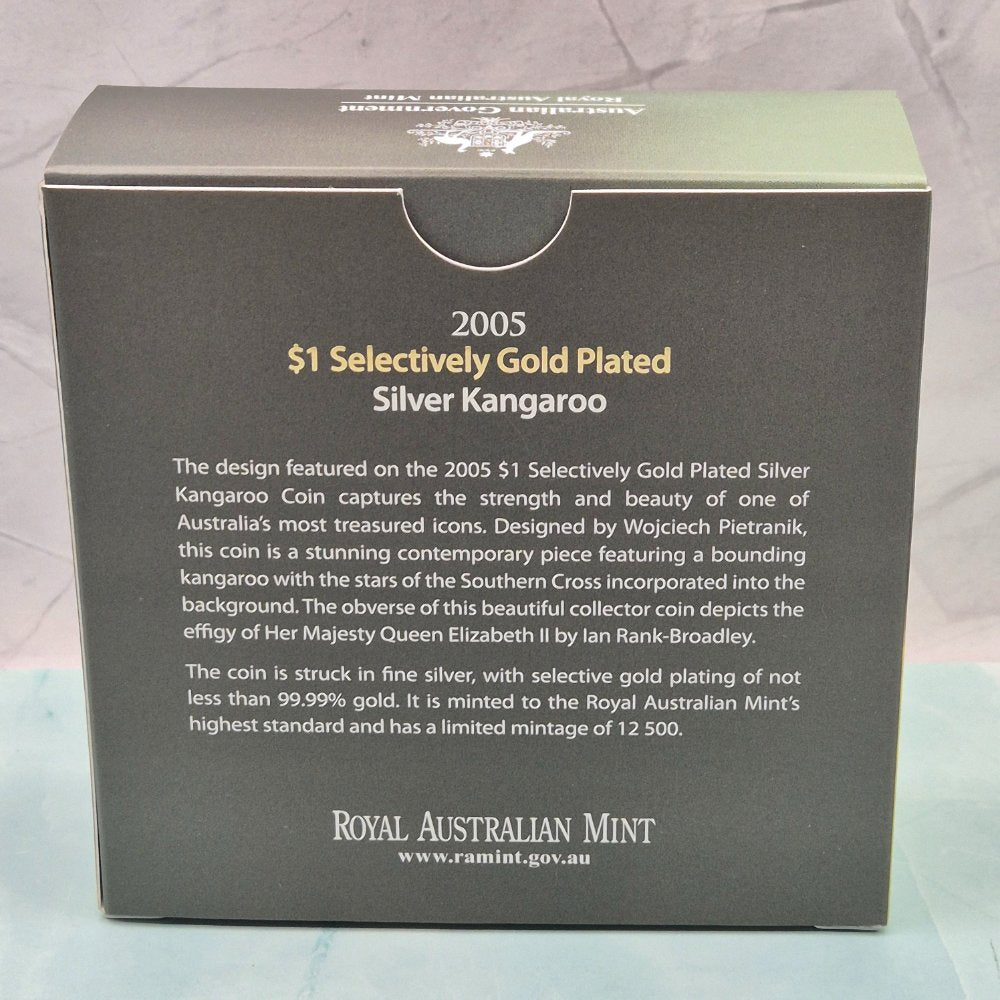 Australian Government
Royal Australian Mint
2005
$1 Selectively Gold Plated
Silver Kangaroo
The design featured on the 2005 $1 Selectively Gold Plated Silver
Kangaroo Coin captures the strength and beauty of one of
Australia's most treasured icons. Designed by Wojciech Pietranik,
this coin is a stunning contemporary piece featuring a bounding
kangaroo with the stars of the Southern Cross incorporated into the
background. The obverse of this beautiful collector coin depicts the
effigy of Her Majesty Queen Elizabeth II by Ian Rank-Broadley.
The coin is struck in fine silver, with selective gold plating of not
less than 99.99% gold. It is minted to the Royal Australian Mint's
highest standard and has a limited mintage of 12 500.
ROYAL AUSTRALIAN MINT
www.ramint.gov.au